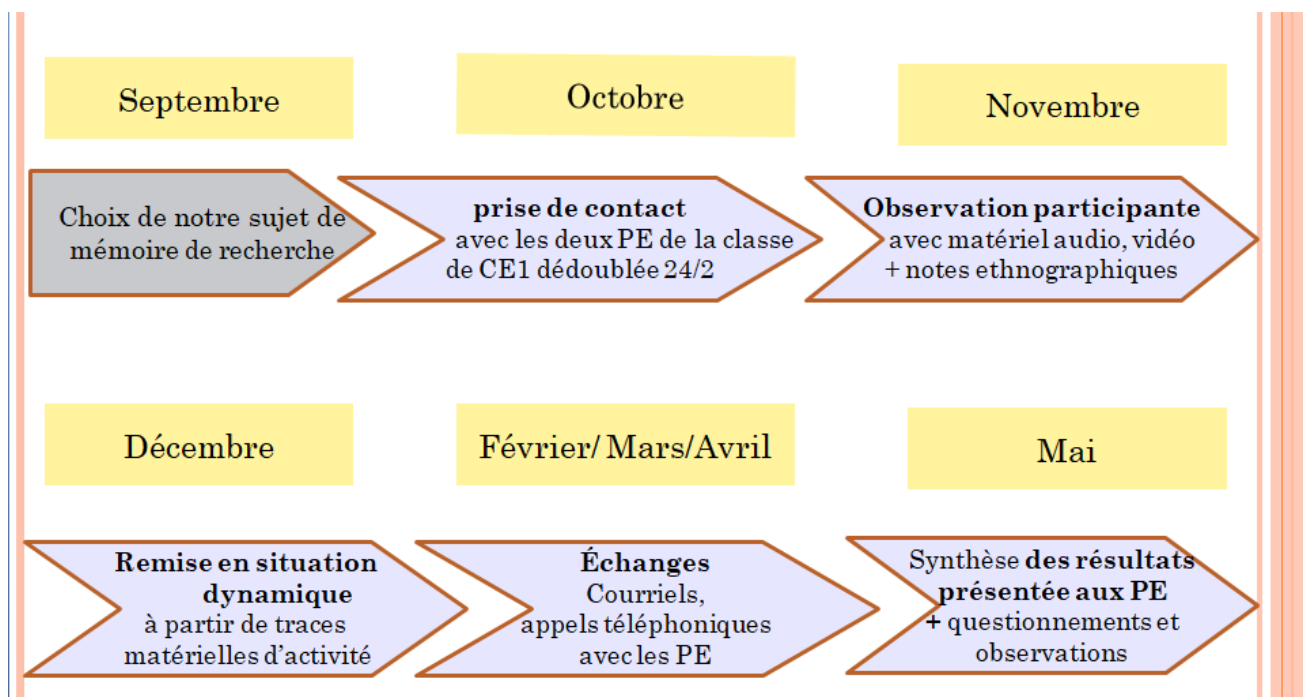 Septembre
Octobre
Novembre
Choix de notre sujet de
mémoire de recherche
prise de contact
avec les deux PE de la classe
de CE1 dédoublée 24/2
Observation participante
avec matériel audio, vidéo
+ notes ethnographiques
Décembre
Février/ Mars/Avril
Mai
Remise en situation
dynamique
à partir de traces
matérielles d'activité
Échanges
Courriels,
appels téléphoniques
avec les PE
Synthèse des résultats
présentée aux PE
+ questionnements et
observations